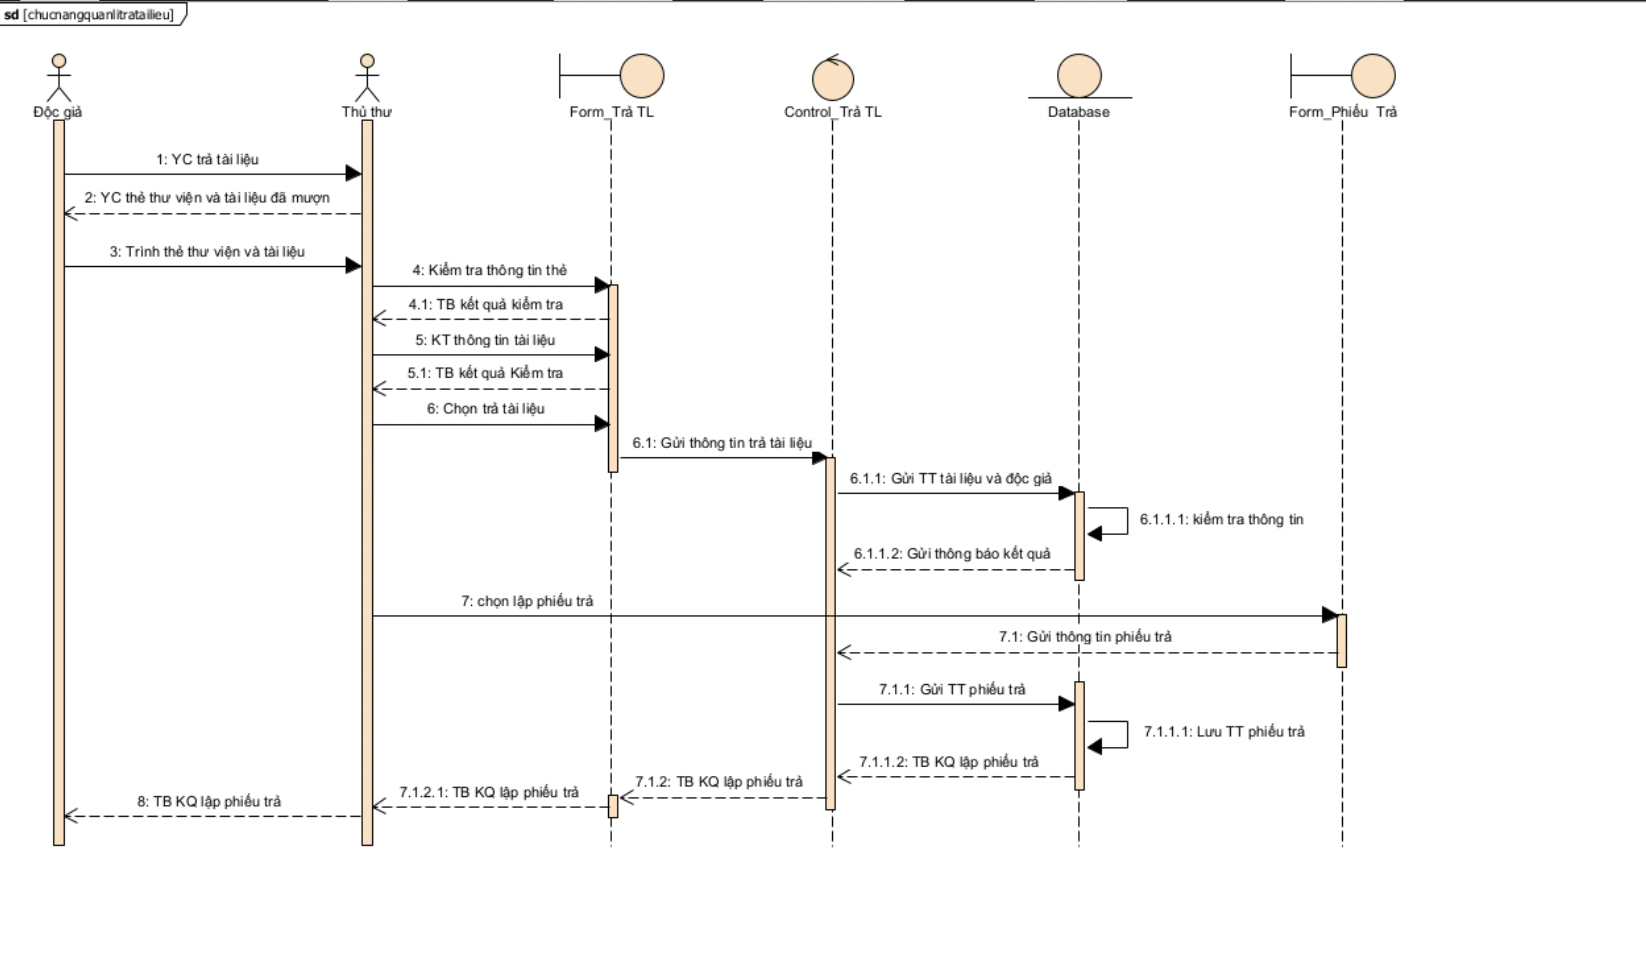 sd [chucnangquanlitratailieu]
Độc giả
Thủ thư
Form_Trả TL
Control_Trả TL
Database
Form_Phiếu Trả
1: YC trả tài liệu
2: YC thẻ thư viện và tài liệu đã mượn
3: Trình thẻ thư viện và tài liệu
4: Kiểm tra thông tin thẻ
4.1: TB kết quả kiểm tra
5: KT thông tin tài liệu
5.1: TB kết quả Kiểm tra
6: Chọn trả tài liệu
6.1: Gửi thông tin trả tài liệu
6.1.1: Gửi TT tài liệu và độc giả
6.1.1.1: kiểm tra thông tin
6.1.1.2: Gửi thông báo kết quả
7: chọn lập phiếu trả
7.1: Gửi thông tin phiếu trả
7.1.1: Gửi TT phiếu trả
7.1.1.1: Lưu TT phiếu trả
7.1.1.2: TB KQ lập phiếu trả
7.1.2: TB KQ lập phiếu trả
7.1.2.1: TB KQ lập phiếu trả
8: TB KQ lập phiếu trả